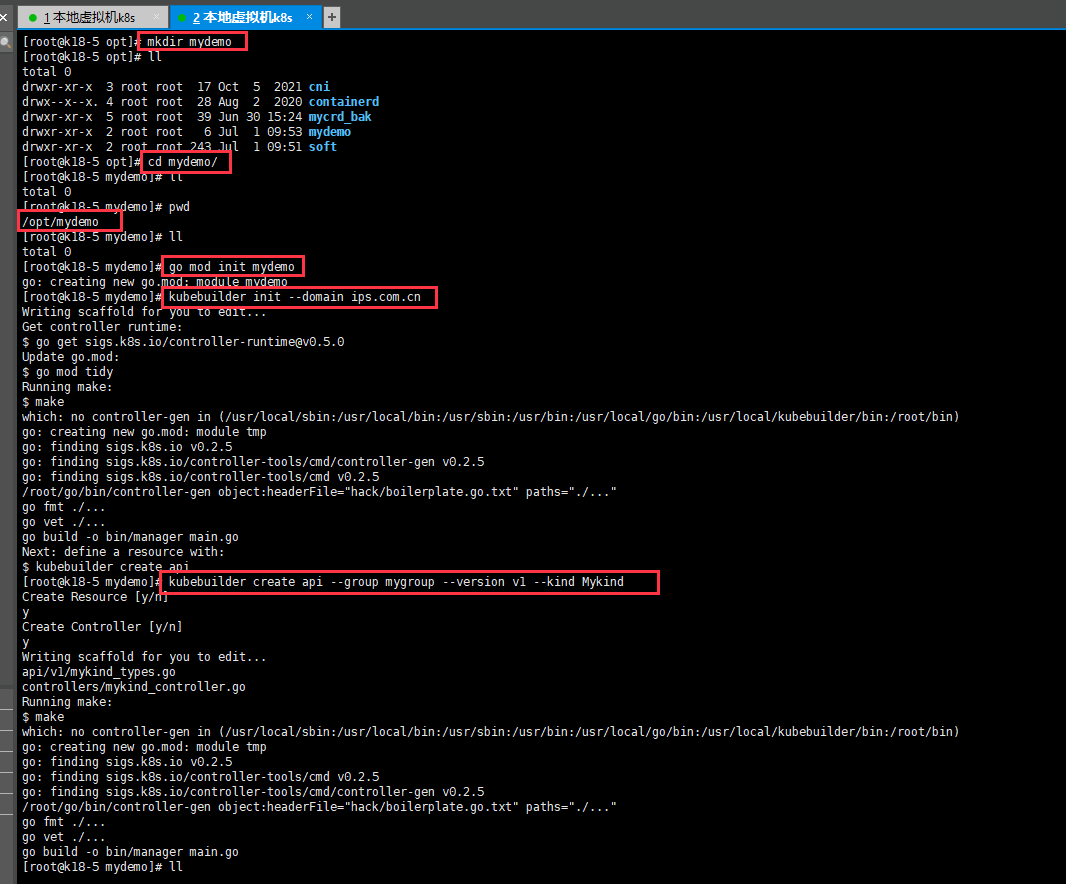 1 本地虚拟机k8s × 2 本地虚拟机k8s × +
[root@k18-5 opt]# mkdir mydemo
[root@k18-5 opt]# ll
total 0
drwxr-xr-x  3 root root  17 Oct  5  2021 cni
drwx--x--x. 4 root root  28 Aug  2  2020 containerd
drwxr-xr-x  5 root root  39 Jun 30 15:24 mycrd_bak
drwxr-xr-x  2 root root   6 Jul  1 09:53 mydemo
drwxr-xr-x  2 root root 243 Jul  1 09:51 soft
[root@k18-5 opt]# cd mydemo/
[root@k18-5 mydemo]# ll
total 0
[root@k18-5 mydemo]# pwd
/opt/mydemo
[root@k18-5 mydemo]# ll
total 0
[root@k18-5 mydemo]# go mod init mydemo
go: creating new go.mod: module mydemo
[root@k18-5 mydemo]# kubebuilder init --domain ips.com.cn
Writing scaffold for you to edit...
Get controller runtime:
$ go get sigs.k8s.io/controller-runtime@v0.5.0
Update go.mod:
$ go mod tidy
Running make:
$ make
which: no controller-gen in (/usr/local/sbin:/usr/local/bin:/usr/sbin:/usr/bin:/usr/local/go/bin:/usr/local/kubebuilder/bin:/root/bin)
go: creating new go.mod: module tmp
go: finding sigs.k8s.io v0.2.5
go: finding sigs.k8s.io/controller-tools/cmd/controller-gen v0.2.5
go: finding sigs.k8s.io/controller-tools/cmd v0.2.5
/root/go/bin/controller-gen object:headerFile="hack/boilerplate.go.txt" paths="./..."
go fmt ./...
go vet ./...
go build -o bin/manager main.go
Next: define a resource with:
$ kubebuilder create api
[root@k18-5 mydemo]# kubebuilder create api --group mygroup --version v1 --kind Mykind
Create Resource [y/n]
y
Create Controller [y/n]
y
Writing scaffold for you to edit...
api/v1/mykind_types.go
controllers/mykind_controller.go
Running make:
$ make
which: no controller-gen in (/usr/local/sbin:/usr/local/bin:/usr/sbin:/usr/bin:/usr/local/go/bin:/usr/local/kubebuilder/bin:/root/bin)
go: creating new go.mod: module tmp
go: finding sigs.k8s.io v0.2.5
go: finding sigs.k8s.io/controller-tools/cmd v0.2.5
go: finding sigs.k8s.io/controller-tools/cmd/controller-gen v0.2.5
/root/go/bin/controller-gen object:headerFile="hack/boilerplate.go.txt" paths="./..."
go fmt ./...
go vet ./...
go build -o bin/manager main.go
[root@k18-5 mydemo]# ll